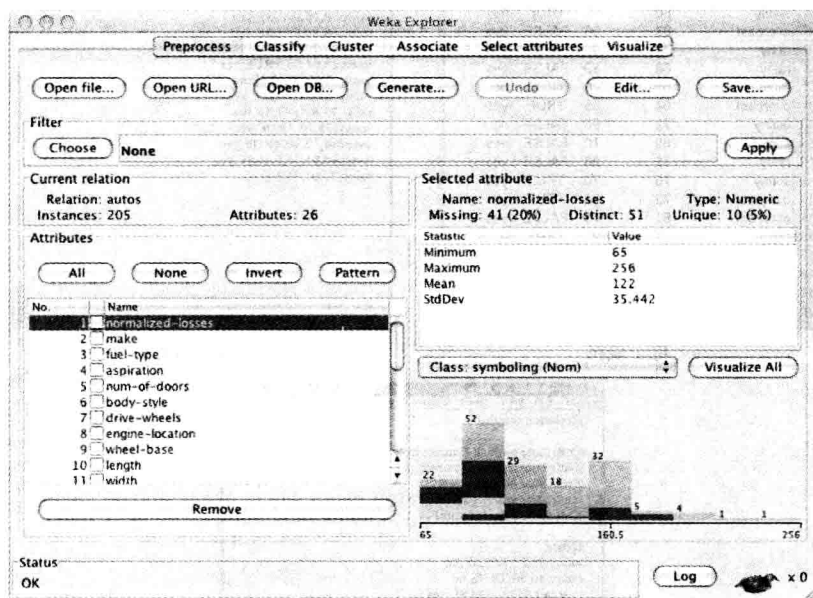 Weka Explorer
Preprocess Classify Cluster Associate Select attributes Visualize
Open file... Open URL... Open DB... Generate... Undo Edit... Save...
Filter
Choose None Apply
Current relation
Relation: autos
Instances: 205 Attributes: 26
Attributes
All None Invert Pattern
No. Name
1 normalized-losses
2 make
3 fuel-type
4 aspiration
5 num-of-doors
6 body-style
7 drive-wheels
8 engine-location
9 wheel-base
10 length
11 width
Remove
Selected attribute
Name: normalized-losses Type: Numeric
Missing: 41 (20%) Distinct: 51 Unique: 10 (5%)
Statistic Value
Minimum 65
Maximum 256
Mean 122
StdDev 35.442
Class: symboling (Nom) Visualize All
22 52 29 18 32 5 4 1 1
65 160.5 256
Status
OK
Log x 0